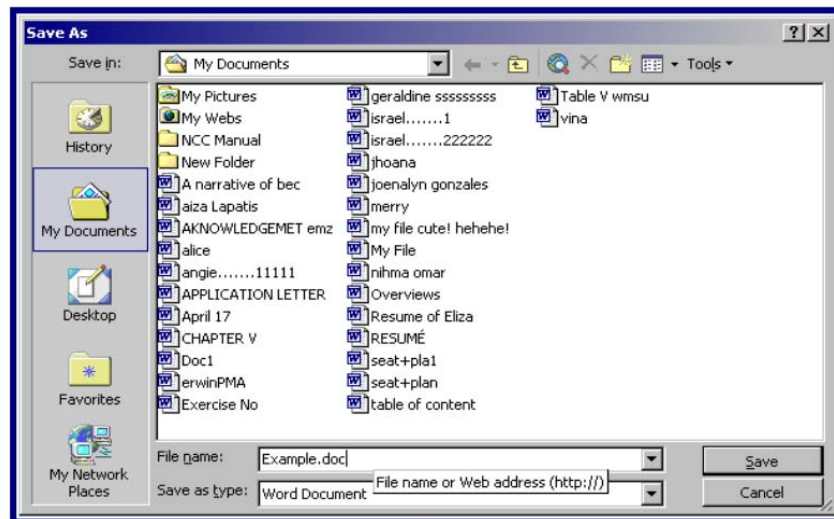 Save As
Save in:
My Documents
Tools
History
My Documents
Desktop
Favorites
My Network
Places
My Pictures
My Webs
NCC Manual
New Folder
A narrative of bec
aiza Lapatis
AKNOWLEDGEMET emz
alice
angie.......11111
APPLICATION LETTER
April 17
CHAPTER V
Doc1
erwinPMA
Exercise No
geraldine sssssssss
israel.......1
israel.......222222
jhoana
joenalyn gonzales
merry
my file cute! hehehe!
My File
nihma omar
Overviews
Resume of Eliza
RESUMÉ
seat+pla1
seat+plan
table of content
Table V wmsu
vina
File name:
Example.doc
Save
File name or Web address (http://)
Save as type:
Word Document
Cancel